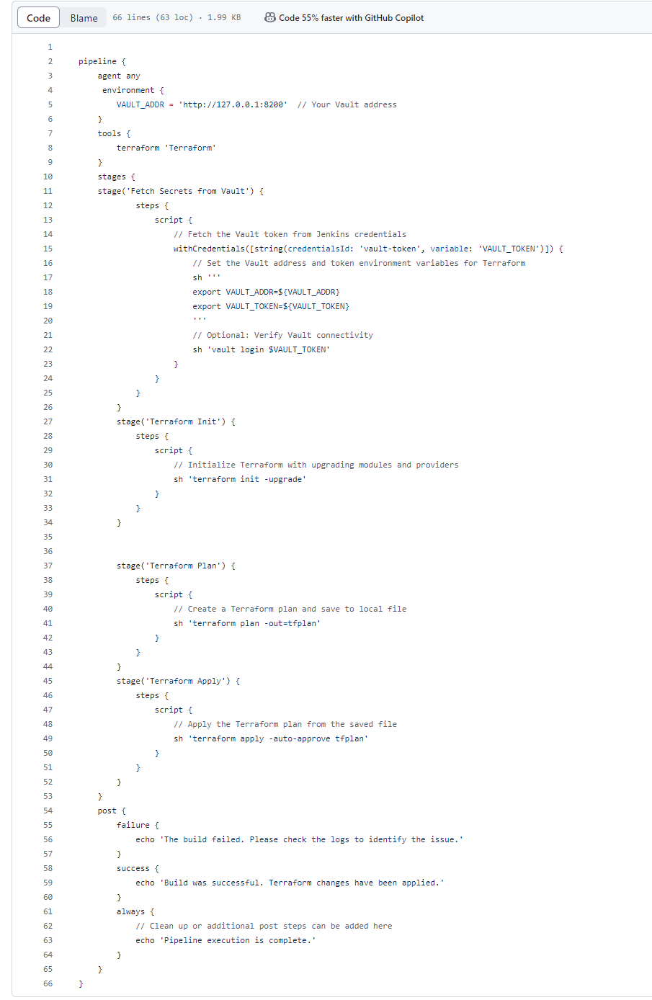 Code Blame 66 lines (63 loc) · 1.99 KB Code 55% faster with GitHub Copilot
1
2 pipeline {
3 agent any
4 environment {
5 VAULT_ADDR = 'http://127.0.0.1:8200' // Your Vault address
6 }
7 tools {
8 terraform 'Terraform'
9 }
10 stages {
11 stage('Fetch Secrets from Vault') {
12 steps {
13 script {
14 // Fetch the Vault token from Jenkins credentials
15 withCredentials([string(credentialsId: 'vault-token', variable: 'VAULT_TOKEN')]) {
16 // Set the Vault address and token environment variables for Terraform
17 sh '''
18 export VAULT_ADDR=${VAULT_ADDR}
19 export VAULT_TOKEN=${VAULT_TOKEN}
20 '''
21 // Optional: Verify Vault connectivity
22 sh 'vault login $VAULT_TOKEN'
23 }
24 }
25 }
26 }
27 stage('Terraform Init') {
28 steps {
29 script {
30 // Initialize Terraform with upgrading modules and providers
31 sh 'terraform init -upgrade'
32 }
33 }
34 }
35
36
37 stage('Terraform Plan') {
38 steps {
39 script {
40 // Create a Terraform plan and save to local file
41 sh 'terraform plan -out=tfplan'
42 }
43 }
44 }
45 stage('Terraform Apply') {
46 steps {
47 script {
48 // Apply the Terraform plan from the saved file
49 sh 'terraform apply -auto-approve tfplan'
50 }
51 }
52 }
53 }
54 post {
55 failure {
56 echo 'The build failed. Please check the logs to identify the issue.'
57 }
58 success {
59 echo 'Build was successful. Terraform changes have been applied.'
60 }
61 always {
62 // Clean up or additional post steps can be added here
63 echo 'Pipeline execution is complete.'
64 }
65 }
66 }